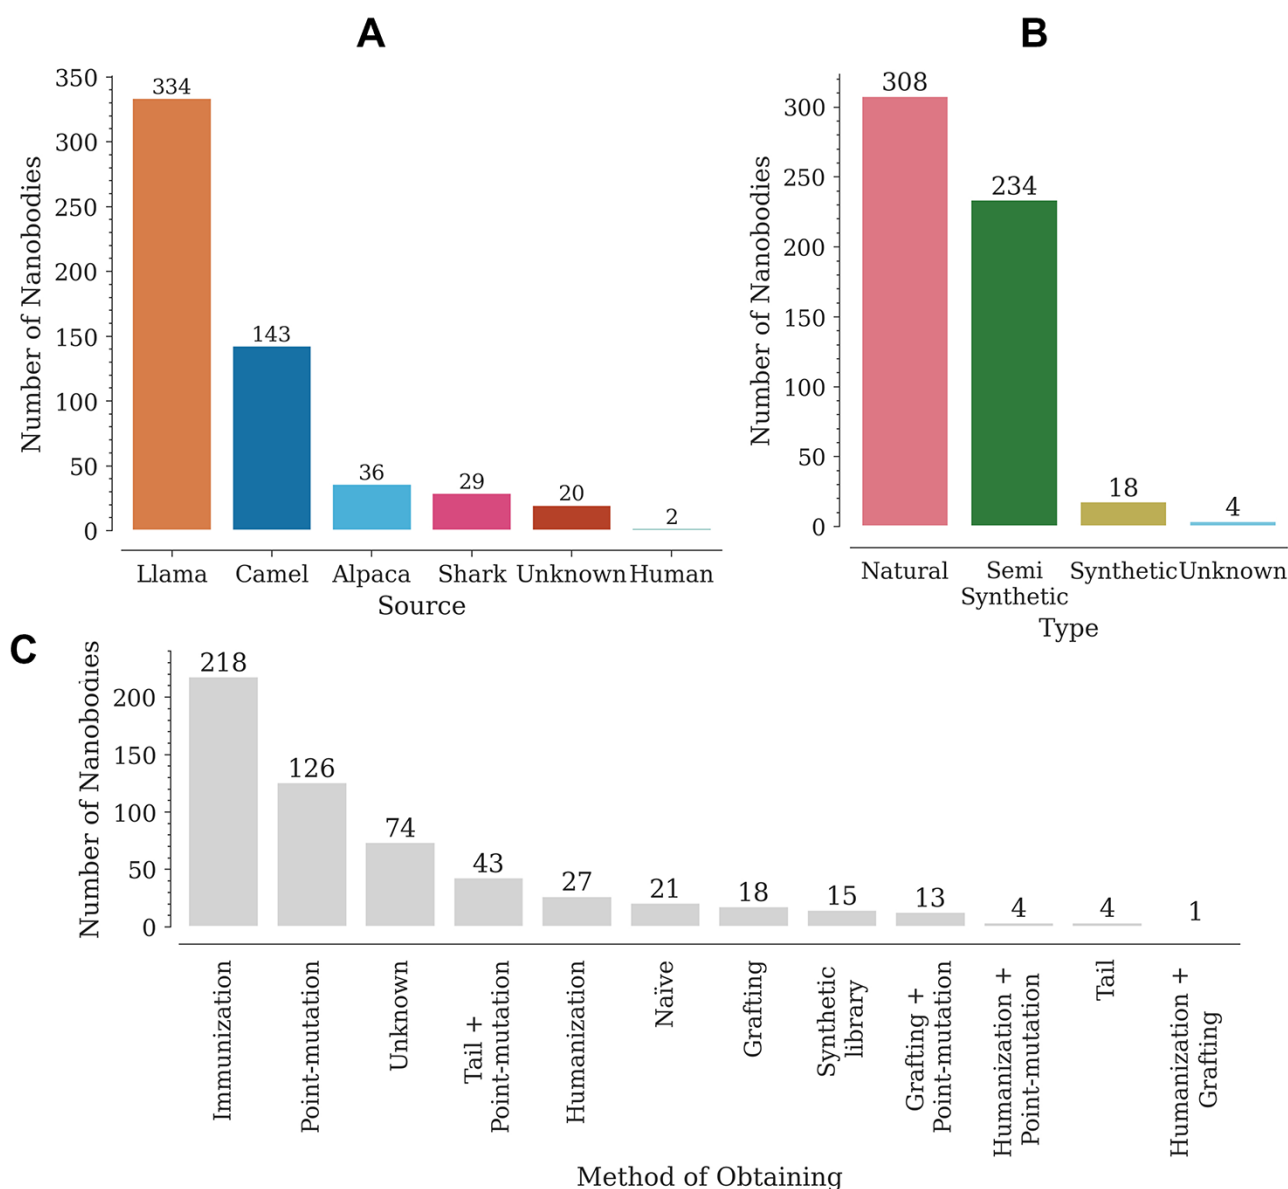 A
B
350
300
250
200
150
100
50
0
Number of Nanobodies
334
143
36
29
20
2
Llama
Camel
Alpaca
Shark
Unknown
Human
Source
300
250
200
150
100
50
0
Number of Nanobodies
308
234
18
4
Natural
Semi
Synthetic
Synthetic
Unknown
Type
C
200
150
100
50
0
Number of Nanobodies
218
126
74
43
27
21
18
15
13
4
4
1
Immunization
Point-mutation
Unknown
Tail +
Point-mutation
Humanization
Naïve
Grafting
Synthetic
library
Grafting +
Point-mutation
Humanization +
Point-mutation
Tail
Humanization +
Grafting
Method of Obtaining